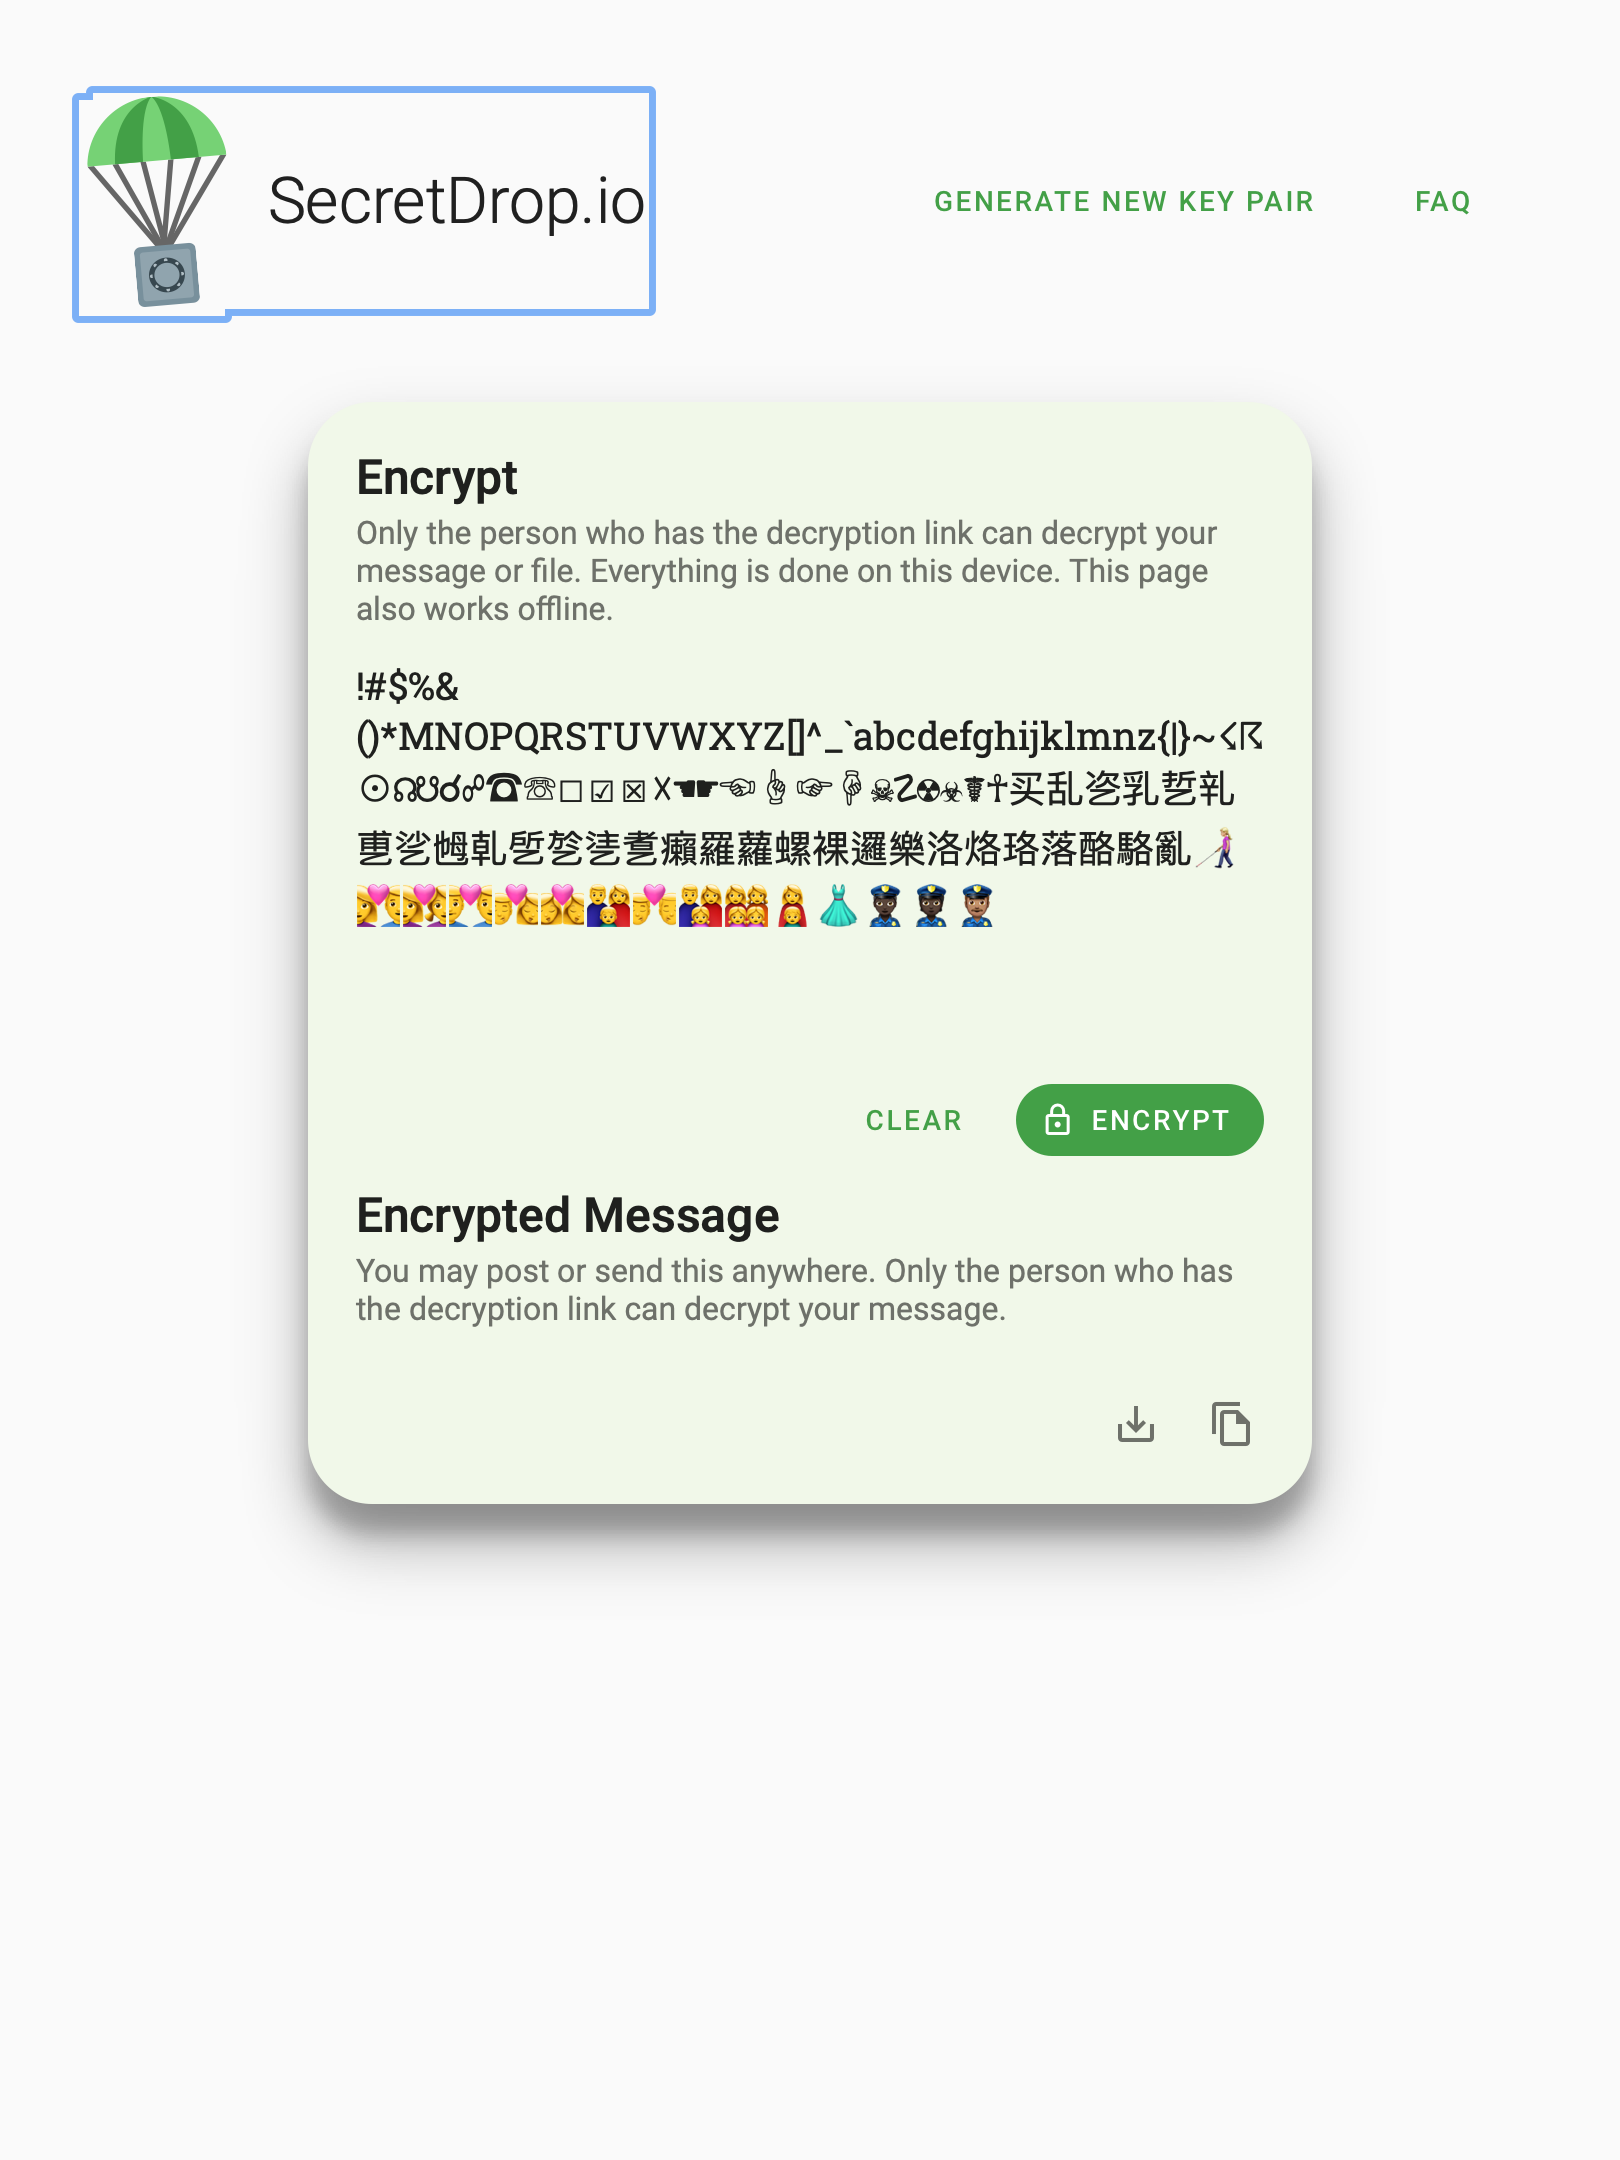 SecretDrop.io
GENERATE NEW KEY PAIR
FAQ
Encrypt
Only the person who has the decryption link can decrypt your
message or file. Everything is done on this device. This page
also works offline.
!#$%&
()*MNOPQRSTUVWXYZ[]^_`abcdefghijklmnz{|}~☇☈
☉☊☋☌☍☎☏☐☑☒☓☚☛☜☝☞☟☠☡☢☣☤☥买乱乲乳乴乵
乶乷乸乹乺乻乼乽癩羅蘿螺裸邏樂洛烙珞落酪駱亂👩🏼‍🦯
👩‍❤️‍👨👩‍❤️‍👩👨‍❤️‍👨👨‍❤️‍💋‍👩👩‍❤️‍💋‍👩👨‍👩‍👦👨‍❤️‍💋‍👨👨‍👩‍👧👩‍👩‍👧‍👧👩‍👦👗👮🏿👮🏿👮🏽
CLEAR
ENCRYPT
Encrypted Message
You may post or send this anywhere. Only the person who has
the decryption link can decrypt your message.